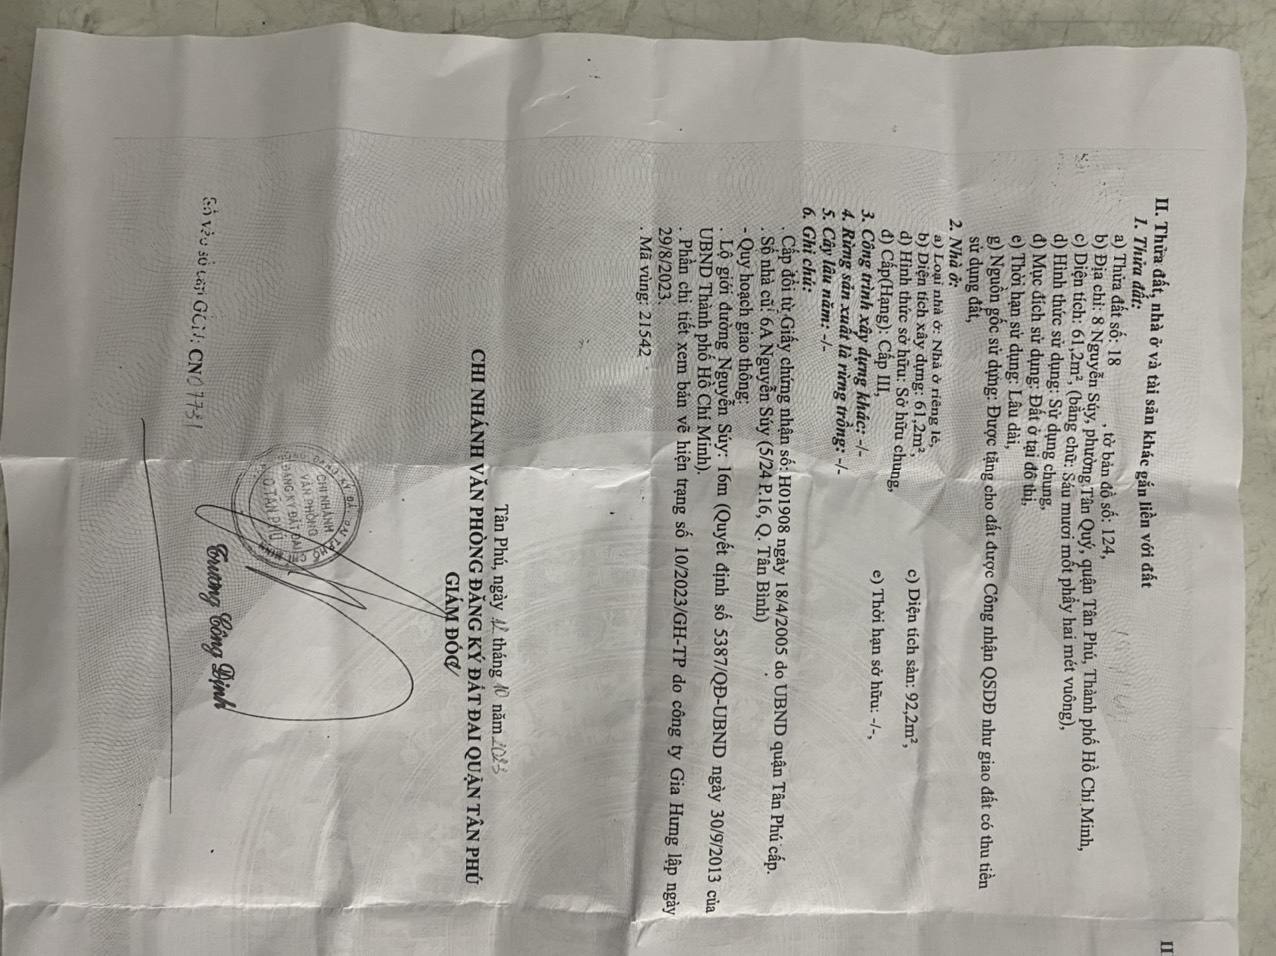 II. Thửa đất, nhà ở và tài sản khác gắn liền với đất
1. Thửa đất:
a) Thửa đất số: 18 , tờ bản đồ số: 124,
b) Địa chỉ: 8 Nguyễn Súy, phường Tân Quý, quận Tân Phú, Thành phố Hồ Chí Minh,
c) Diện tích: 61,2m², (bằng chữ: Sáu mươi mốt phẩy hai mét vuông),
d) Hình thức sử dụng: Sử dụng chung,
đ) Mục đích sử dụng: Đất ở tại đô thị,
e) Thời hạn sử dụng: Lâu dài,
g) Nguồn gốc sử dụng: Được tặng cho đất được Công nhận QSDĐ như giao đất có thu tiền
sử dụng đất,
2. Nhà ở:
a) Loại nhà ở: Nhà ở riêng lẻ,
b) Diện tích xây dựng: 61,2m², c) Diện tích sàn: 92,2m²,
d) Hình thức sở hữu: Sở hữu chung,
đ) Cấp(Hạng): Cấp III, e) Thời hạn sở hữu: -/-,
3. Công trình xây dựng khác: -/-
4. Rừng sản xuất là rừng trồng: -/-
5. Cây lâu năm: -/-
6. Ghi chú:
. Cấp đổi từ Giấy chứng nhận số: H01908 ngày 18/4/2005 do UBND quận Tân Phú cấp.
. Số nhà cũ: 6A Nguyễn Súy (5/24 P.16, Q. Tân Bình)
- Quy hoạch giao thông:
. Lộ giới đường Nguyễn Súy: 16m (Quyết định số 5387/QĐ-UBND ngày 30/9/2013 của
UBND Thành phố Hồ Chí Minh).
. Phần chi tiết xem bản vẽ hiện trạng số 10/2023/GH-TP do công ty Gia Hưng lập ngày
29/8/2023.
. Mã vùng: 21542
Tân Phú, ngày 12 tháng 10 năm 2023
CHI NHÁNH VĂN PHÒNG ĐĂNG KÝ ĐẤT ĐAI QUẬN TÂN PHÚ
GIÁM ĐỐC
CHI NHÁNH
VĂN PHÒNG
ĐĂNG KÝ ĐẤT ĐAI
Q. TÂN PHÚ
Trương Công Định
Số vào sổ cấp GCN: CN07731
II